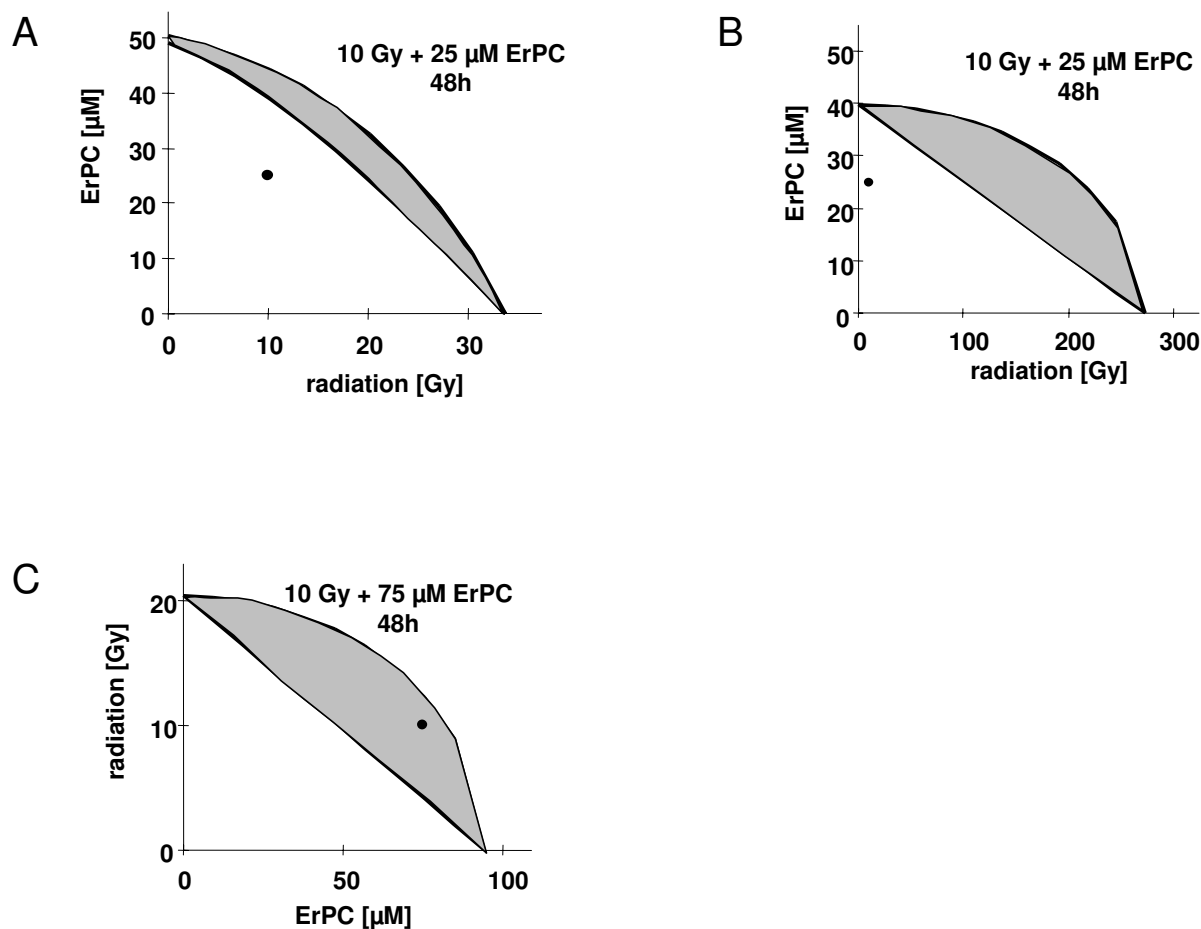 A
10 Gy + 25 µM ErPC
48h
ErPC [µM]
50
40
30
20
10
0
0 10 20 30
radiation [Gy]
B
10 Gy + 25 µM ErPC
48h
ErPC [µM]
50
40
30
20
10
0
0 100 200 300
radiation [Gy]
C
10 Gy + 75 µM ErPC
48h
radiation [Gy]
20
10
0
0 50 100
ErPC [µM]